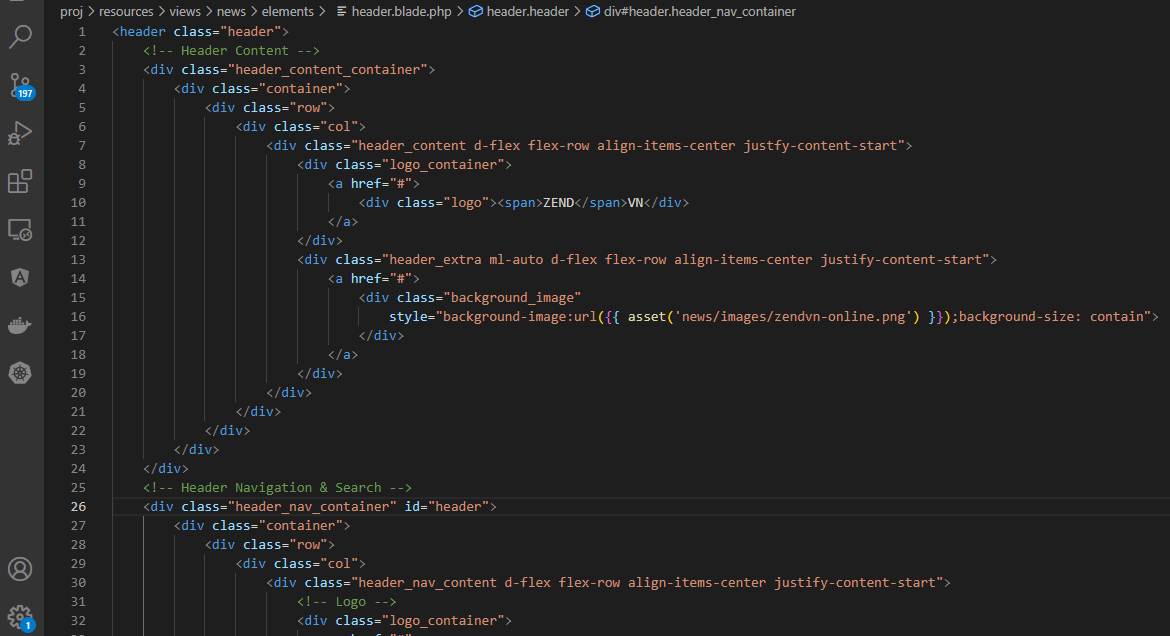 proj > resources > views > news > elements > header.blade.php > header.header > div#header.header_nav_container
1 <header class="header">
2 <!-- Header Content -->
3 <div class="header_content_container">
4 <div class="container">
5 <div class="row">
6 <div class="col">
7 <div class="header_content d-flex flex-row align-items-center justfy-content-start">
8 <div class="logo_container">
9 <a href="#">
10 <div class="logo"><span>ZEND</span>VN</div>
11 </a>
12 </div>
13 <div class="header_extra ml-auto d-flex flex-row align-items-center justify-content-start">
14 <a href="#">
15 <div class="background_image"
16 style="background-image:url({{ asset('news/images/zendvn-online.png') }});background-size: contain">
17 </div>
18 </a>
19 </div>
20 </div>
21 </div>
22 </div>
23 </div>
24 </div>
25 <!-- Header Navigation & Search -->
26 <div class="header_nav_container" id="header">
27 <div class="container">
28 <div class="row">
29 <div class="col">
30 <div class="header_nav_content d-flex flex-row align-items-center justify-content-start">
31 <!-- Logo -->
32 <div class="logo_container">
197
1